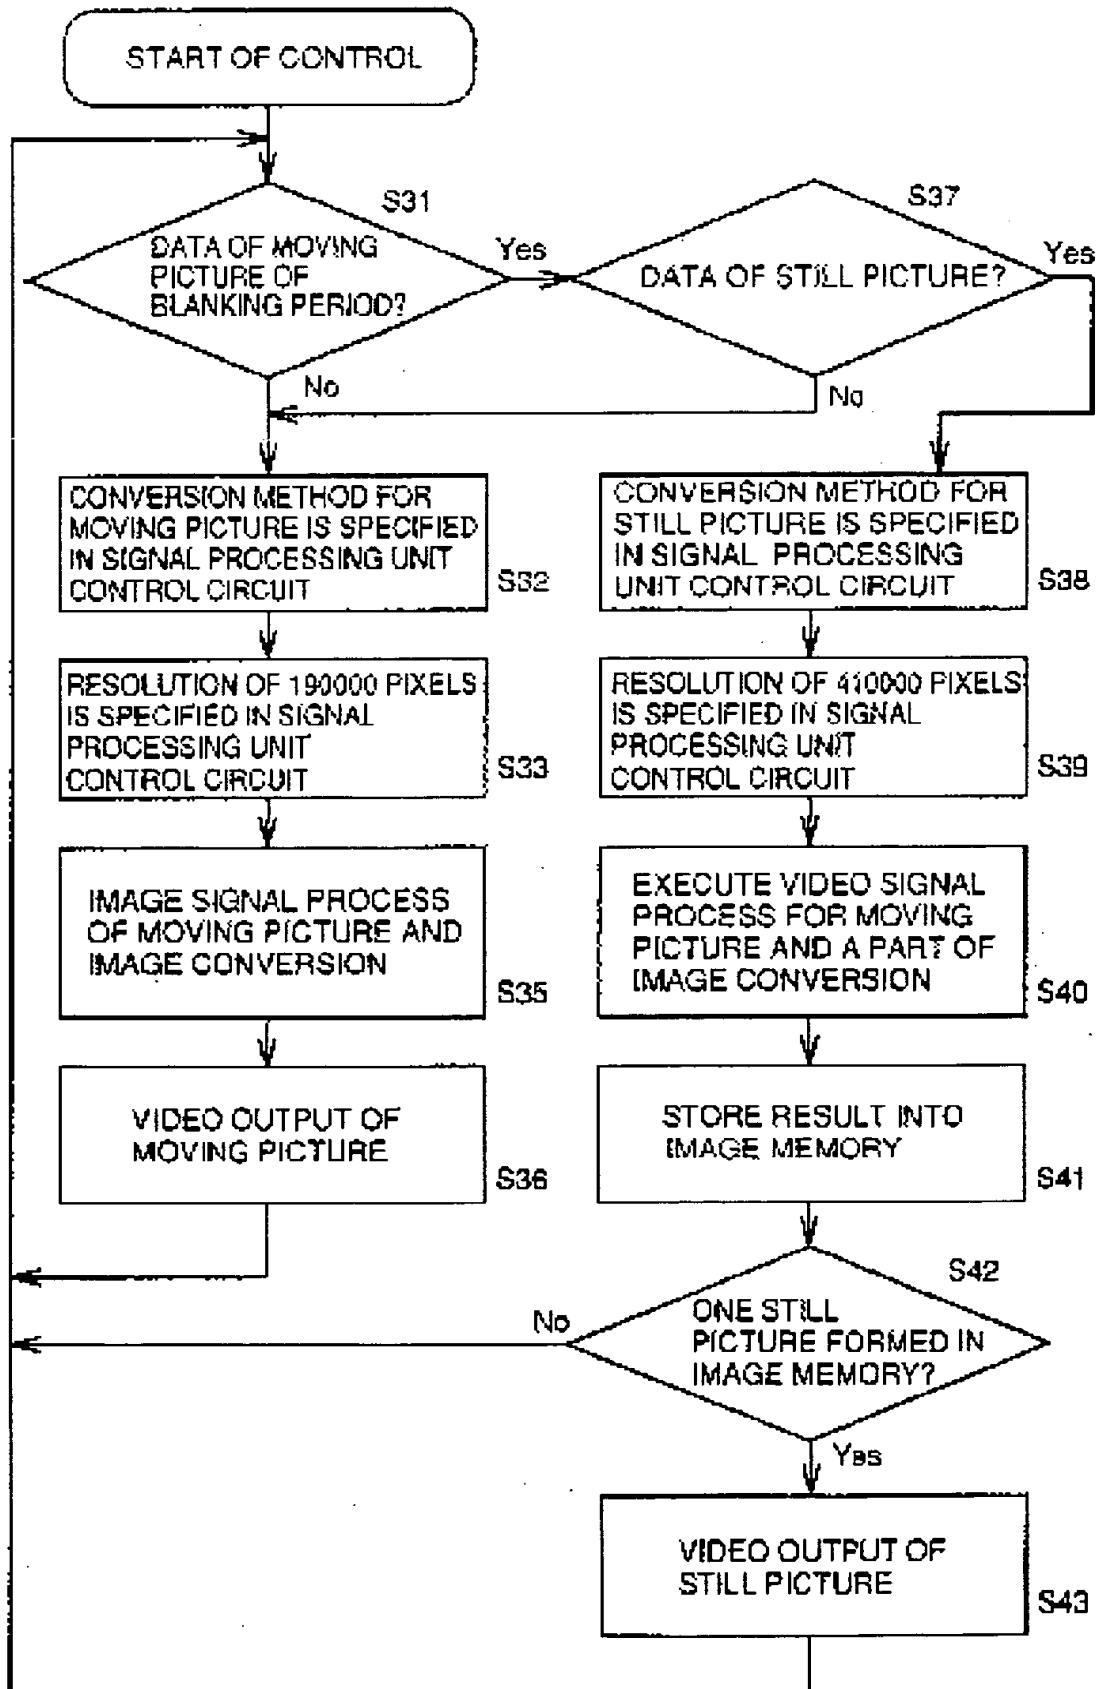 START OF CONTROL
S31
DATA OF MOVING
PICTURE OF
BLANKING PERIOD?
Yes
No
S37
DATA OF STILL PICTURE?
Yes
No
CONVERSION METHOD FOR
MOVING PICTURE IS SPECIFIED
IN SIGNAL PROCESSING UNIT
CONTROL CIRCUIT
S32
CONVERSION METHOD FOR
STILL PICTURE IS SPECIFIED
IN SIGNAL PROCESSING
UNIT CONTROL CIRCUIT
S38
RESOLUTION OF 190000 PIXELS
IS SPECIFIED IN SIGNAL
PROCESSING UNIT
CONTROL CIRCUIT
S33
RESOLUTION OF 410000 PIXELS
IS SPECIFIED IN SIGNAL
PROCESSING UNIT
CONTROL CIRCUIT
S39
IMAGE SIGNAL PROCESS
OF MOVING PICTURE AND
IMAGE CONVERSION
S35
EXECUTE VIDEO SIGNAL
PROCESS FOR MOVING
PICTURE AND A PART OF
IMAGE CONVERSION
S40
VIDEO OUTPUT OF
MOVING PICTURE
S36
STORE RESULT INTO
IMAGE MEMORY
S41
S42
ONE STILL
PICTURE FORMED IN
IMAGE MEMORY?
No
Yes
VIDEO OUTPUT OF
STILL PICTURE
S43